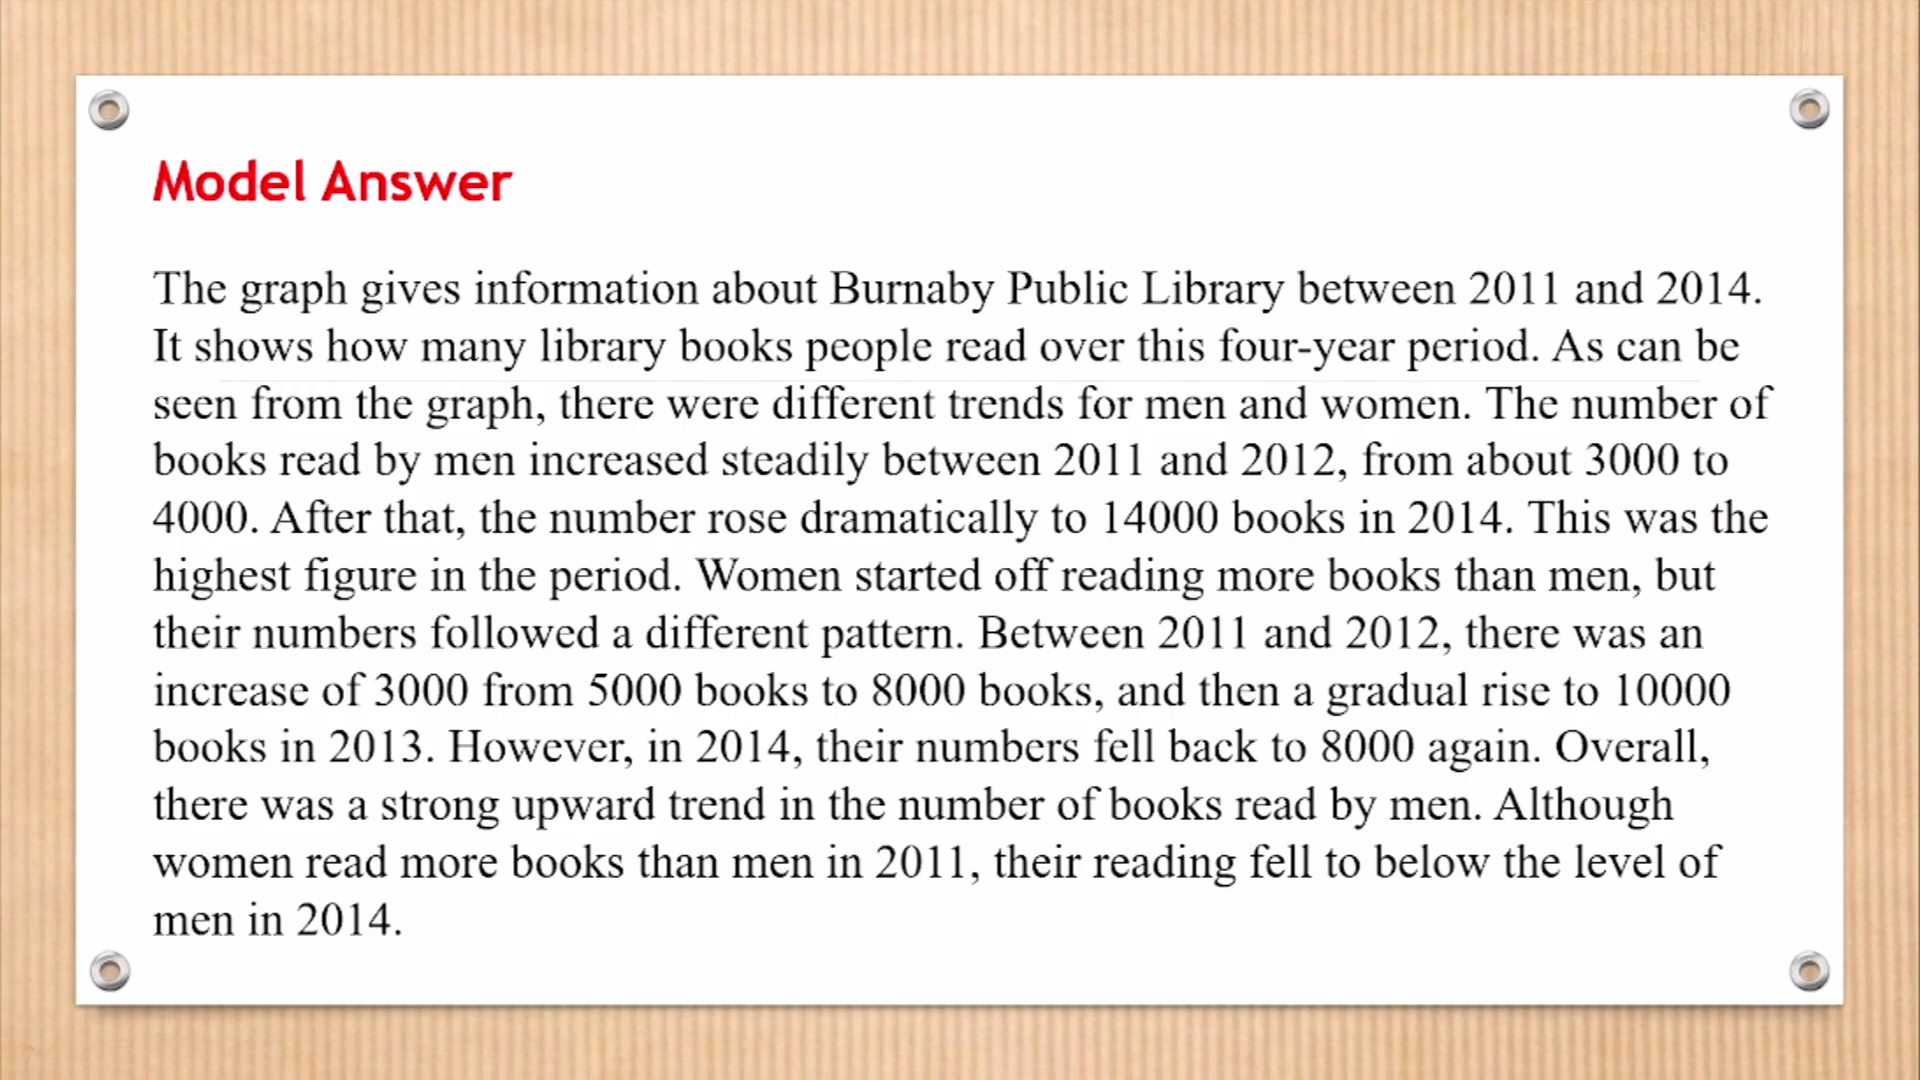 Model Answer
The graph gives information about Burnaby Public Library between 2011 and 2014.
It shows how many library books people read over this four-year period. As can be
seen from the graph, there were different trends for men and women. The number of
books read by men increased steadily between 2011 and 2012, from about 3000 to
4000. After that, the number rose dramatically to 14000 books in 2014. This was the
highest figure in the period. Women started off reading more books than men, but
their numbers followed a different pattern. Between 2011 and 2012, there was an
increase of 3000 from 5000 books to 8000 books, and then a gradual rise to 10000
books in 2013. However, in 2014, their numbers fell back to 8000 again. Overall,
there was a strong upward trend in the number of books read by men. Although
women read more books than men in 2011, their reading fell to below the level of
men in 2014.